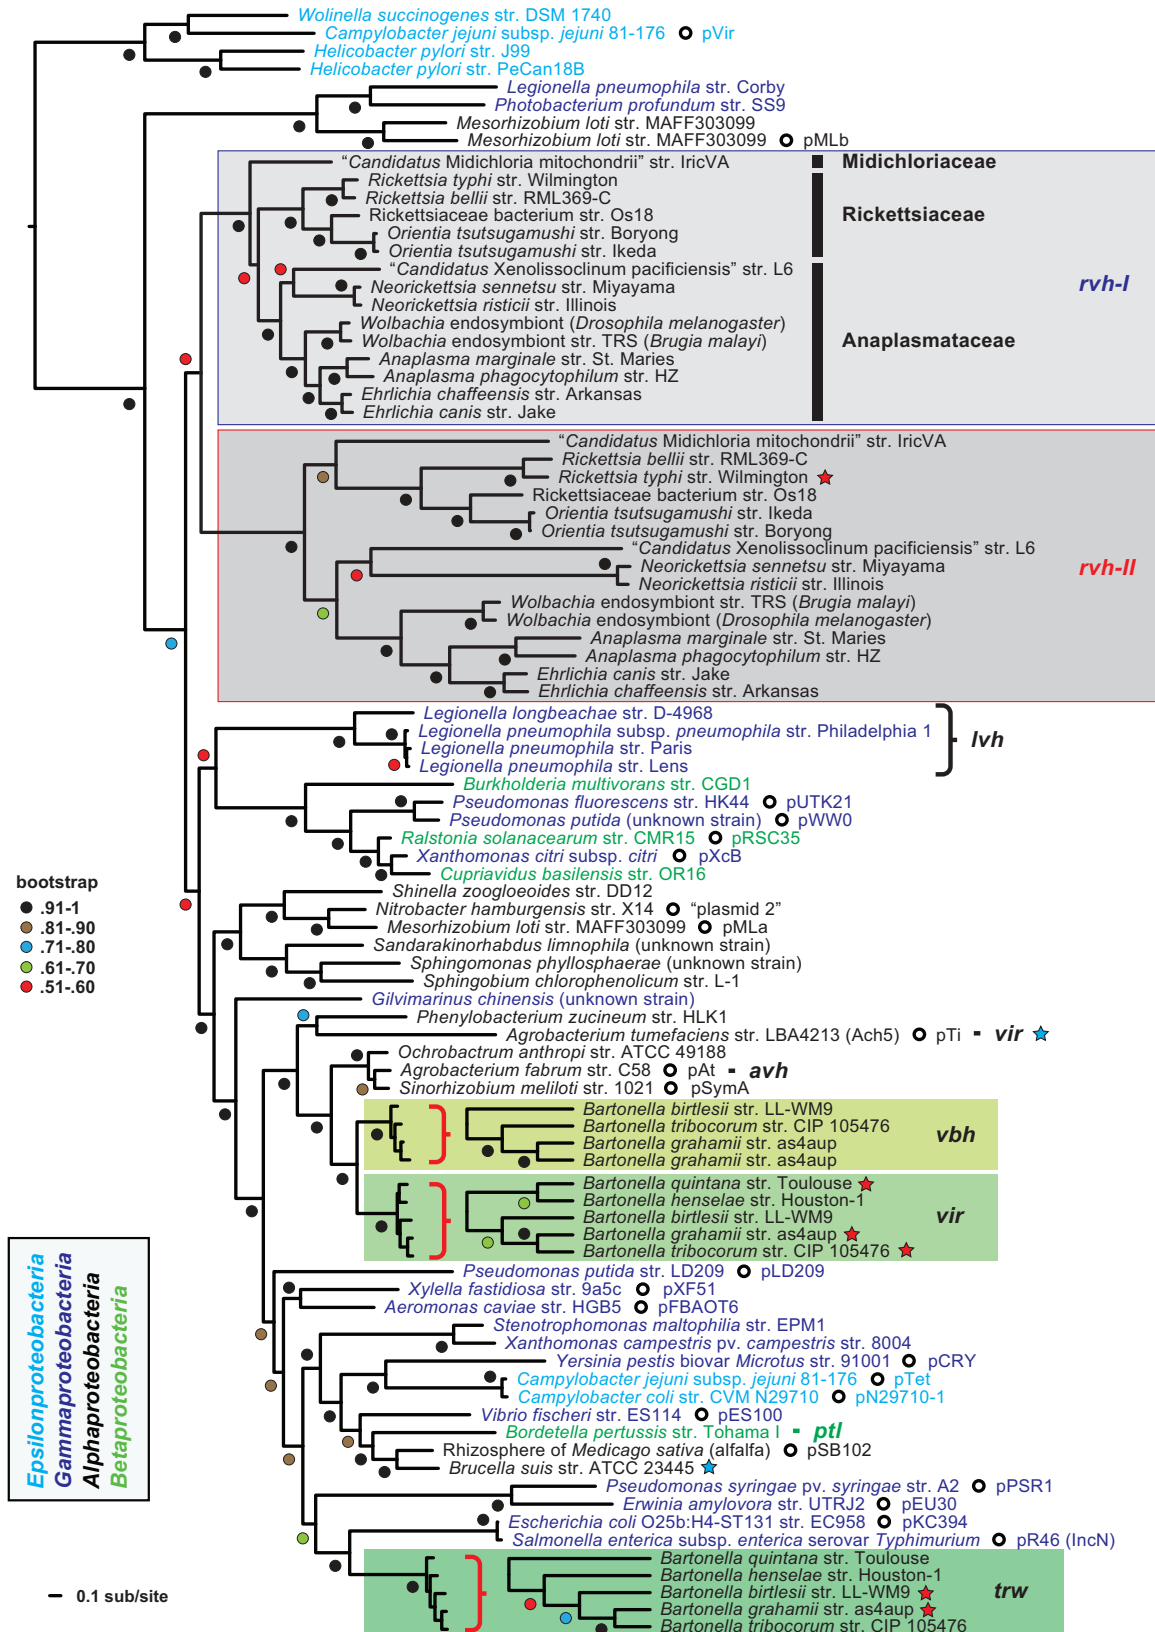 Wolinella succinogenes str. DSM 1740
Campylobacter jejuni subsp. jejuni 81-176 pVir
Helicobacter pylori str. J99
Helicobacter pylori str. PeCan18B
Legionella pneumophila str. Corby
Photobacterium profundum str. SS9
Mesorhizobium loti str. MAFF303099
Mesorhizobium loti str. MAFF303099 pMLb
“Candidatus Midichloria mitochondrii” str. IricVA Midichloriaceae
Rickettsia typhi str. Wilmington
Rickettsia bellii str. RML369-C
Rickettsiaceae bacterium str. Os18 Rickettsiaceae
Orientia tsutsugamushi str. Boryong
Orientia tsutsugamushi str. Ikeda
“Candidatus Xenolissoclinum pacificiensis” str. L6
Neorickettsia sennetsu str. Miyayama rvh-I
Neorickettsia risticii str. Illinois
Wolbachia endosymbiont (Drosophila melanogaster)
Wolbachia endosymbiont str. TRS (Brugia malayi) Anaplasmataceae
Anaplasma marginale str. St. Maries
Anaplasma phagocytophilum str. HZ
Ehrlichia chaffeensis str. Arkansas
Ehrlichia canis str. Jake
“Candidatus Midichloria mitochondrii” str. IricVA
Rickettsia bellii str. RML369-C
Rickettsia typhi str. Wilmington
Rickettsiaceae bacterium str. Os18
Orientia tsutsugamushi str. Ikeda
Orientia tsutsugamushi str. Boryong
“Candidatus Xenolissoclinum pacificiensis” str. L6
Neorickettsia sennetsu str. Miyayama rvh-II
Neorickettsia risticii str. Illinois
Wolbachia endosymbiont str. TRS (Brugia malayi)
Wolbachia endosymbiont (Drosophila melanogaster)
Anaplasma marginale str. St. Maries
Anaplasma phagocytophilum str. HZ
Ehrlichia canis str. Jake
Ehrlichia chaffeensis str. Arkansas
Legionella longbeachae str. D-4968
Legionella pneumophila subsp. pneumophila str. Philadelphia 1
Legionella pneumophila str. Paris lvh
Legionella pneumophila str. Lens
Burkholderia multivorans str. CGD1
Pseudomonas fluorescens str. HK44 pUTK21
Pseudomonas putida (unknown strain) pWW0
Ralstonia solanacearum str. CMR15 pRSC35
Xanthomonas citri subsp. citri pXcB
Cupriavidus basilensis str. OR16
bootstrap
.91-1
.81-.90
.71-.80
.61-.70
.51-.60
Shinella zoogloeoides str. DD12
Nitrobacter hamburgensis str. X14 “plasmid 2”
Mesorhizobium loti str. MAFF303099 pMLa
Sandarakinorhabdus limnophila (unknown strain)
Sphingomonas phyllosphaerae (unknown strain)
Sphingobium chlorophenolicum str. L-1
Gilvimarinus chinensis (unknown strain)
Phenylobacterium zucineum str. HLK1
Agrobacterium tumefaciens str. LBA4213 (Ach5) pTi - vir
Ochrobactrum anthropi str. ATCC 49188
Agrobacterium fabrum str. C58 pAt - avh
Sinorhizobium meliloti str. 1021 pSymA
Bartonella birtlesii str. LL-WM9
Bartonella tribocorum str. CIP 105476 vbh
Bartonella grahamii str. as4aup
Bartonella grahamii str. as4aup
Bartonella quintana str. Toulouse
Bartonella henselae str. Houston-1
Bartonella birtlesii str. LL-WM9 vir
Bartonella grahamii str. as4aup
Bartonella tribocorum str. CIP 105476
Epsilonproteobacteria
Gammaproteobacteria
Alphaproteobacteria
Betaproteobacteria
Pseudomonas putida str. LD209 pLD209
Xylella fastidiosa str. 9a5c pXF51
Aeromonas caviae str. HGB5 pFBAOT6
Stenotrophomonas maltophilia str. EPM1
Xanthomonas campestris pv. campestris str. 8004
Yersinia pestis biovar Microtus str. 91001 pCRY
Campylobacter jejuni subsp. jejuni 81-176 pTet
Campylobacter coli str. CVM N29710 pN29710-1
Vibrio fischeri str. ES114 pES100
Bordetella pertussis str. Tohama I - ptl
Rhizosphere of Medicago sativa (alfalfa) pSB102
Brucella suis str. ATCC 23445
Pseudomonas syringae pv. syringae str. A2 pPSR1
Erwinia amylovora str. UTRJ2 pEU30
Escherichia coli O25b:H4-ST131 str. EC958 pKC394
Salmonella enterica subsp. enterica serovar Typhimurium pR46 (IncN)
Bartonella quintana str. Toulouse
Bartonella henselae str. Houston-1
Bartonella birtlesii str. LL-WM9 trw
Bartonella grahamii str. as4aup
Bartonella tribocorum str. CIP 105476
0.1 sub/site